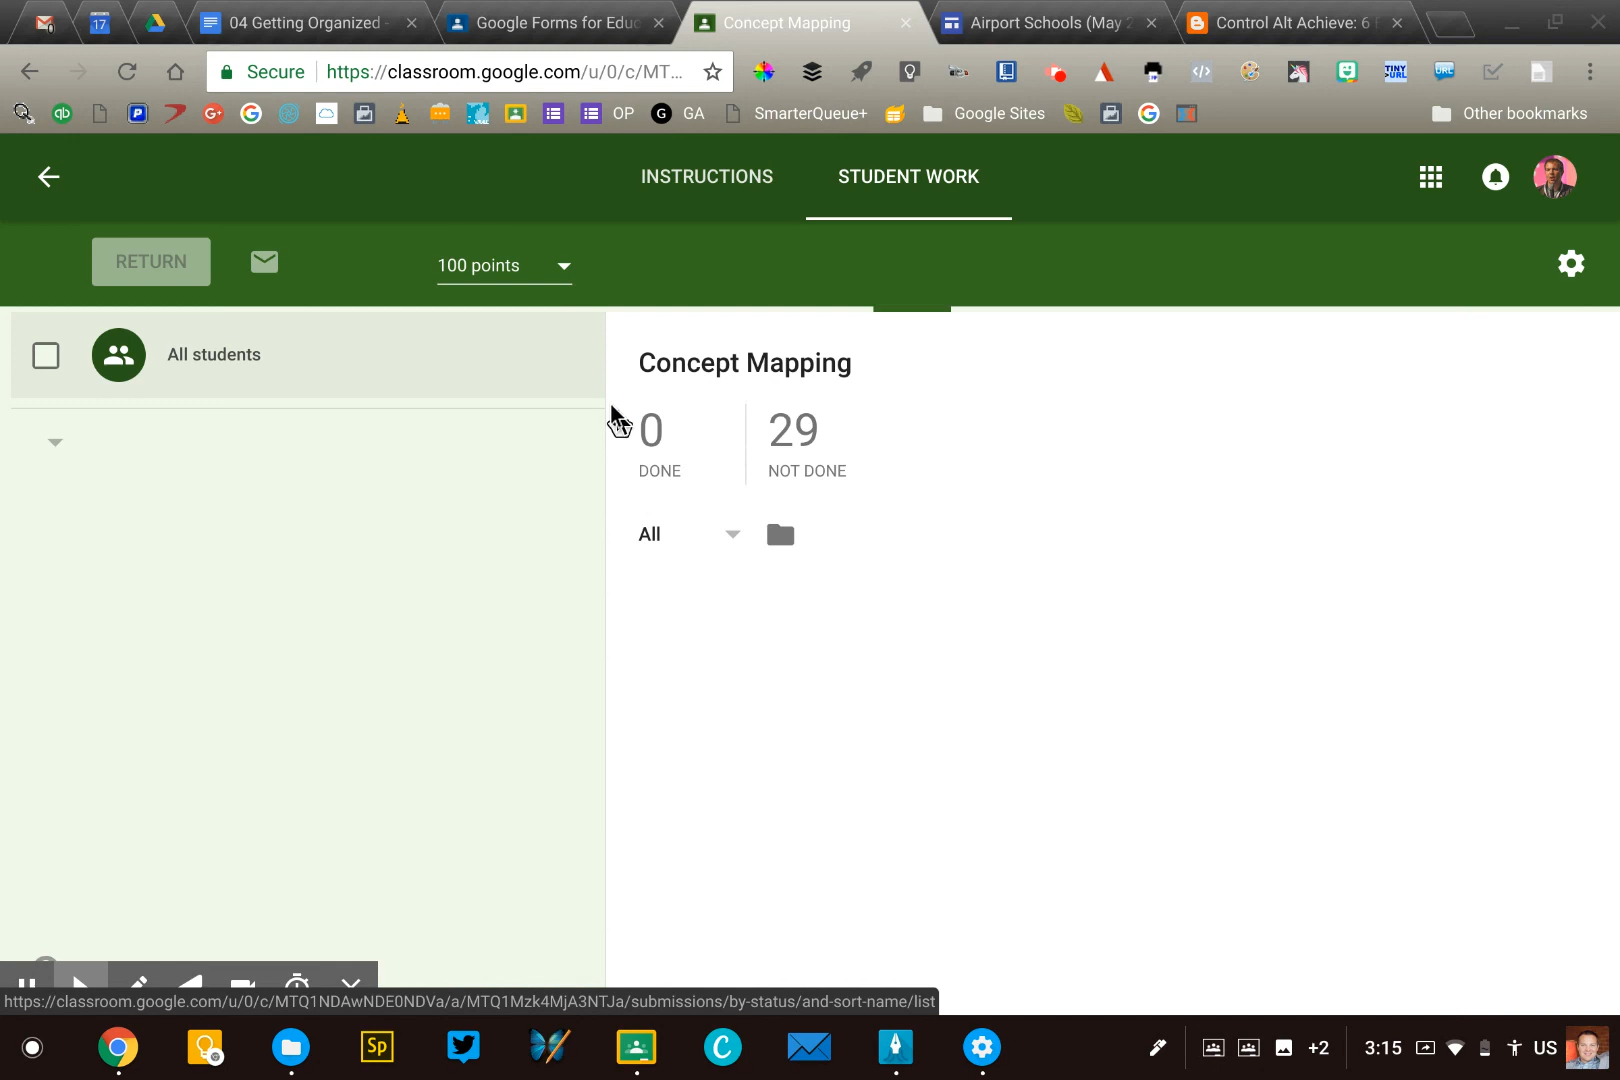 04 Getting Organized -
Google Forms for Educ
Concept Mapping
Airport Schools (May 2
Control Alt Achieve: 6 F
17
Secure
https://classroom.google.com/u/0/c/MT...
OP
GA
SmarterQueue+
Google Sites
Other bookmarks
INSTRUCTIONS
STUDENT WORK
RETURN
100 points
All students
Concept Mapping
0
29
DONE
NOT DONE
All
https://classroom.google.com/u/0/c/MTQ1NDAwNDE0NDVa/a/MTQ1Mzk4MjA3NTJa/submissions/by-status/and-sort-name/list
Sp
+2
3:15
US